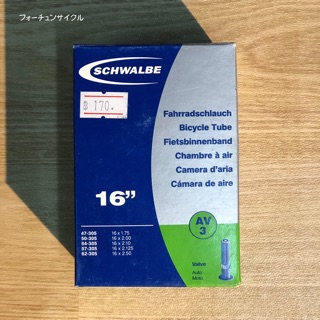 フォーチュンサイクル
SCHWALBE
฿ 170.
Fahrradschlauch
Bicycle Tube
Fietsbinnenband
Chambre à air
Camera d'aria
Cámara de aire
16"
AV
3
47-305 16 x 1.75
50-305 16 x 2.00
54-305 16 x 2.10
57-305 16 x 2.125
62-305 16 x 2.50
Valve
Auto
Moto